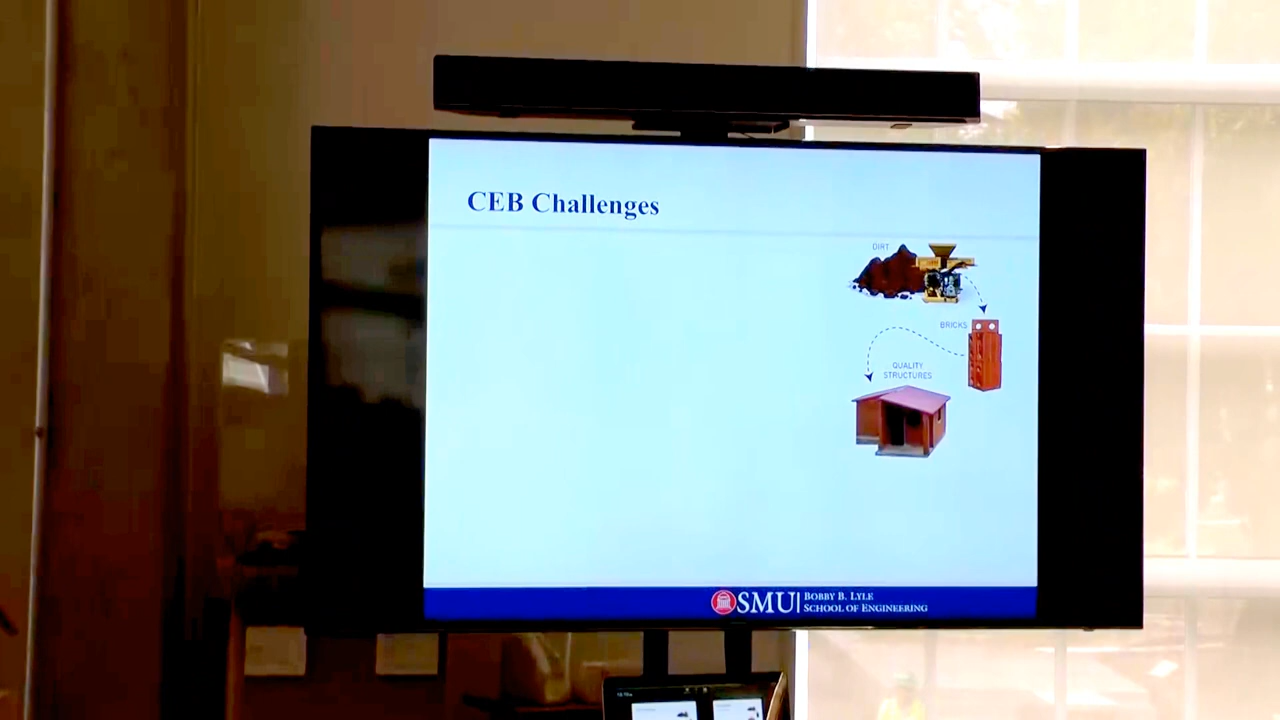 CEB Challenges
DIRT
BRICKS
QUALITY
STRUCTURES
SMU
BOBBY B. LYLE
SCHOOL OF ENGINEERING